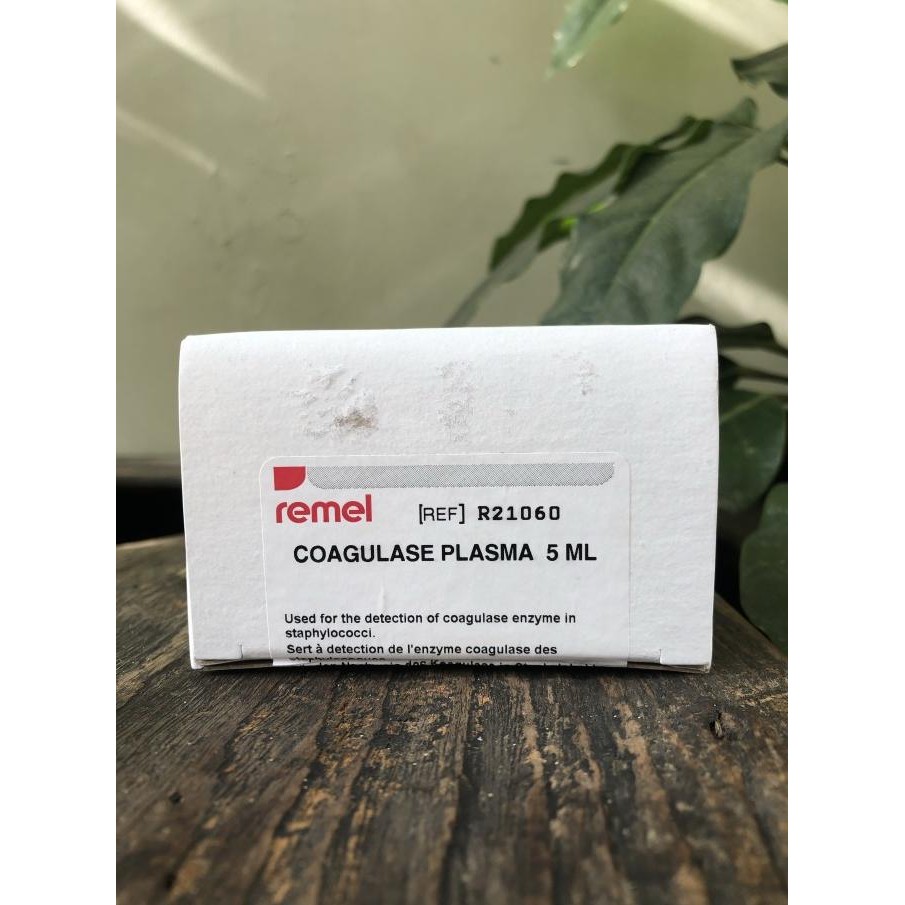 remel
[REF] R21060
COAGULASE PLASMA 5 ML
Used for the detection of coagulase enzyme in
staphylococci.
Sert à detection de l'enzyme coagulase des